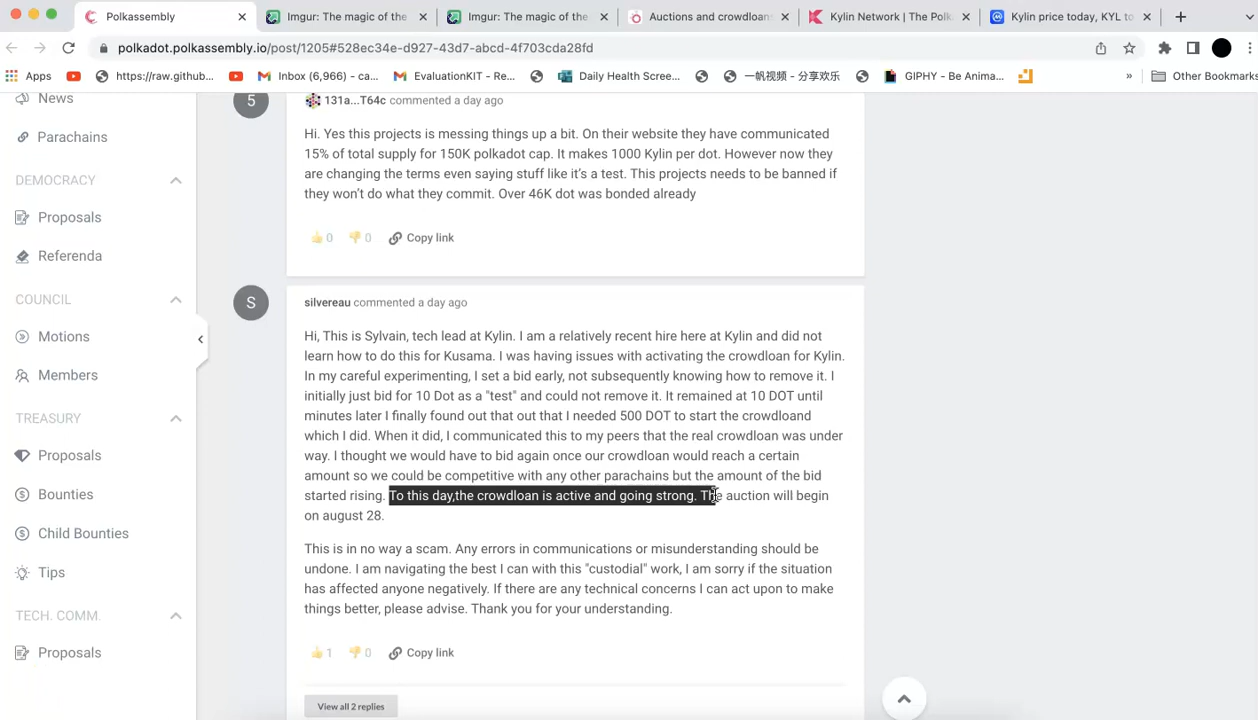 Polkassembly
Imgur: The magic of the
Imgur: The magic of the
Auctions and crowdloan
Kylin Network | The Polk
Kylin price today, KYL to
polkadot.polkassembly.io/post/1205#528ec34e-d927-43d7-abcd-4f703cda28fd
Apps
https://raw.github...
Inbox (6,966) - ca...
EvaluationKIT - Re...
Daily Health Scree...
一帆视频 - 分享欢乐
GIPHY - Be Anima...
»
Other Bookmarks
News
Parachains
DEMOCRACY
Proposals
Referenda
COUNCIL
Motions
Members
TREASURY
Proposals
Bounties
Child Bounties
Tips
TECH. COMM.
Proposals
5
131a...T64c commented a day ago
Hi. Yes this projects is messing things up a bit. On their website they have communicated
15% of total supply for 150K polkadot cap. It makes 1000 Kylin per dot. However now they
are changing the terms even saying stuff like it's a test. This projects needs to be banned if
they won't do what they commit. Over 46K dot was bonded already
0
0
Copy link
S
silvereau commented a day ago
Hi, This is Sylvain, tech lead at Kylin. I am a relatively recent hire here at Kylin and did not
learn how to do this for Kusama. I was having issues with activating the crowdloan for Kylin.
In my careful experimenting, I set a bid early, not subsequently knowing how to remove it. I
initially just bid for 10 Dot as a "test" and could not remove it. It remained at 10 DOT until
minutes later I finally found out that out that I needed 500 DOT to start the crowdloand
which I did. When it did, I communicated this to my peers that the real crowdloan was under
way. I thought we would have to bid again once our crowdloan would reach a certain
amount so we could be competitive with any other parachains but the amount of the bid
started rising. To this day,the crowdloan is active and going strong. The auction will begin
on august 28.
This is in no way a scam. Any errors in communications or misunderstanding should be
undone. I am navigating the best I can with this "custodial" work, I am sorry if the situation
has affected anyone negatively. If there are any technical concerns I can act upon to make
things better, please advise. Thank you for your understanding.
1
0
Copy link
View all 2 replies